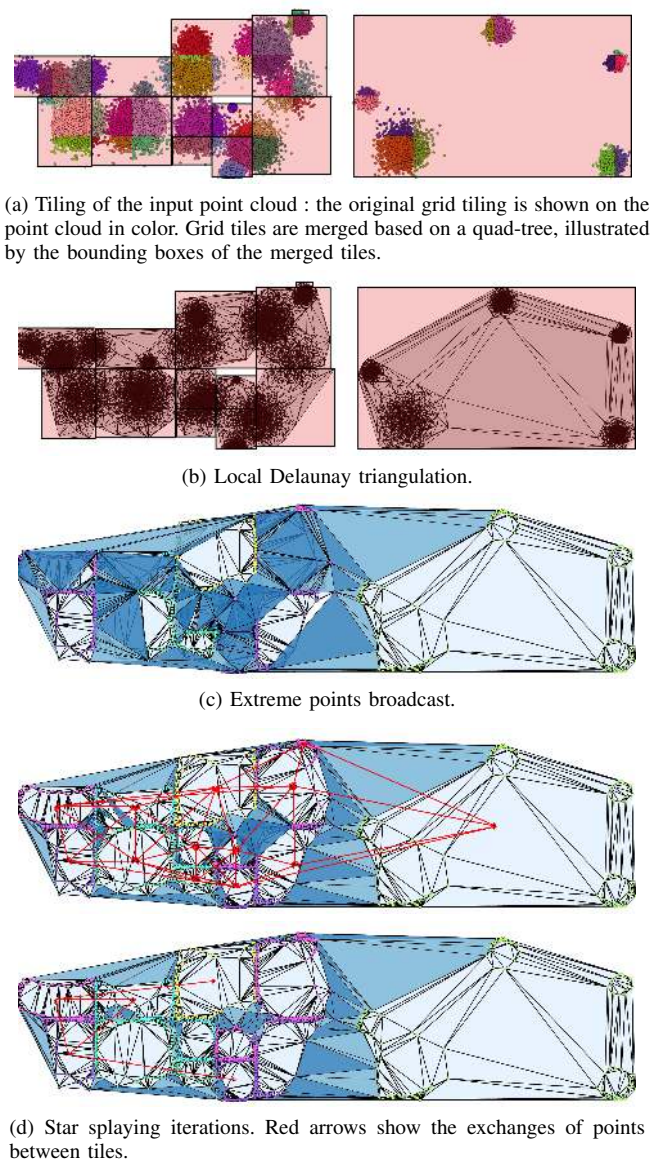 (a) Tiling of the input point cloud : the original grid tiling is shown on the
point cloud in color. Grid tiles are merged based on a quad-tree, illustrated
by the bounding boxes of the merged tiles.
(b) Local Delaunay triangulation.
(c) Extreme points broadcast.
(d) Star splaying iterations. Red arrows show the exchanges of points
between tiles.